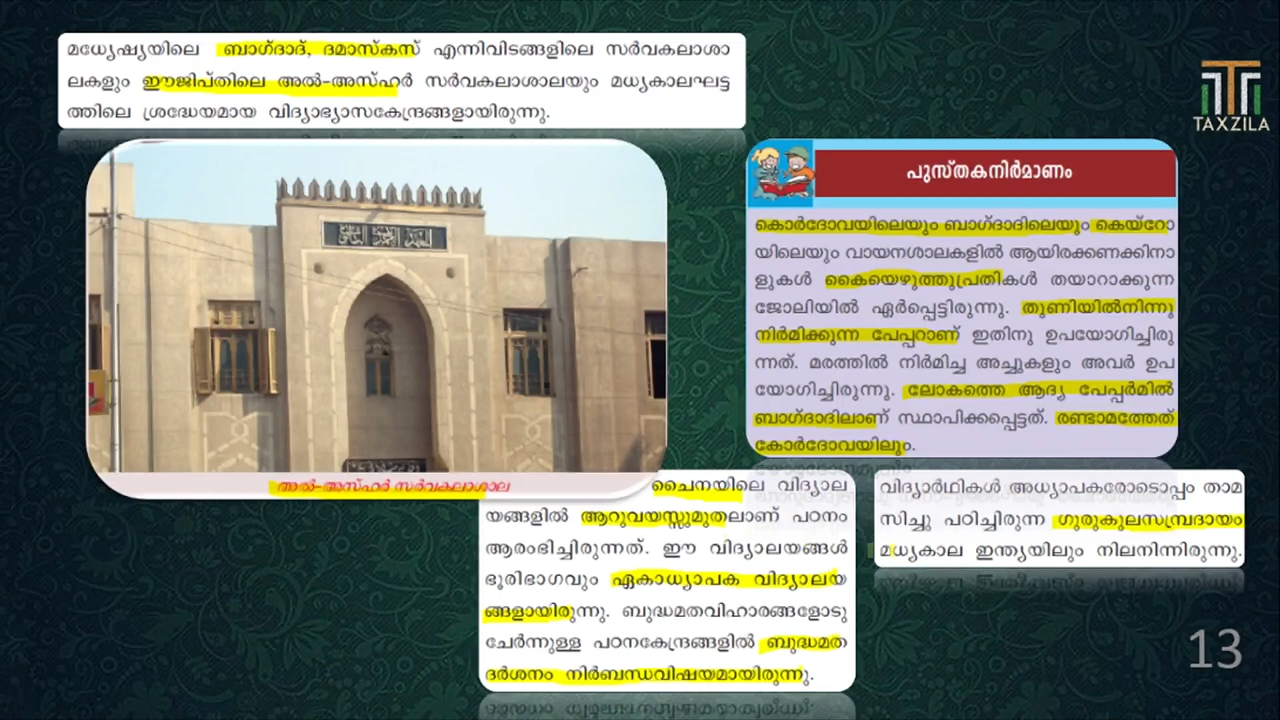 മധ്യേഷ്യയിലെ ബാഗ്ദാദ്, ദമാസ്കസ് എന്നിവിടങ്ങളിലെ സർവകലാശാ
ലകളും ഈജിപ്തിലെ അൽ-അസ്ഹർ സർവകലാശാലയും മധ്യകാലഘട്ട
ത്തിലെ ശ്രദ്ധേയമായ വിദ്യാഭ്യാസകേന്ദ്രങ്ങളായിരുന്നു.
TAXZILA
പുസ്തകനിർമാണം
കൊർദോവയിലെയും ബാഗ്ദാദിലെയും കെയ്റോ
യിലെയും വായനശാലകളിൽ ആയിരക്കണക്കിനാ
ളുകൾ കൈയെഴുത്തുപ്രതികൾ തയാറാക്കുന്ന
ജോലിയിൽ ഏർപ്പെട്ടിരുന്നു. തുണിയിൽനിന്നു
നിർമിക്കുന്ന പേപ്പറാണ് ഇതിനു ഉപയോഗിച്ചിരു
ന്നത്. മരത്തിൽ നിർമിച്ച അച്ചുകളും അവർ ഉപ
യോഗിച്ചിരുന്നു. ലോകത്തെ ആദ്യ പേപ്പർമിൽ
ബാഗ്ദാദിലാണ് സ്ഥാപിക്കപ്പെട്ടത്. രണ്ടാമത്തേത്
കോർദോവയിലും.
അൽ-അസ്ഹർ സർവകലാശാല
ചൈനയിലെ വിദ്യാല
യങ്ങളിൽ ആറുവയസ്സുമുതലാണ് പഠനം
ആരംഭിച്ചിരുന്നത്. ഈ വിദ്യാലയങ്ങൾ
ഭൂരിഭാഗവും ഏകാധ്യാപക വിദ്യാലയ
ങ്ങളായിരുന്നു. ബുദ്ധമതവിഹാരങ്ങളോടു
ചേർന്നുള്ള പഠനകേന്ദ്രങ്ങളിൽ ബുദ്ധമത
ദർശനം നിർബന്ധവിഷയമായിരുന്നു.
വിദ്യാർഥികൾ അധ്യാപകരോടൊപ്പം താമ
സിച്ചു പഠിച്ചിരുന്ന ഗുരുകുലസമ്പ്രദായം
മധ്യകാല ഇന്ത്യയിലും നിലനിന്നിരുന്നു.
13